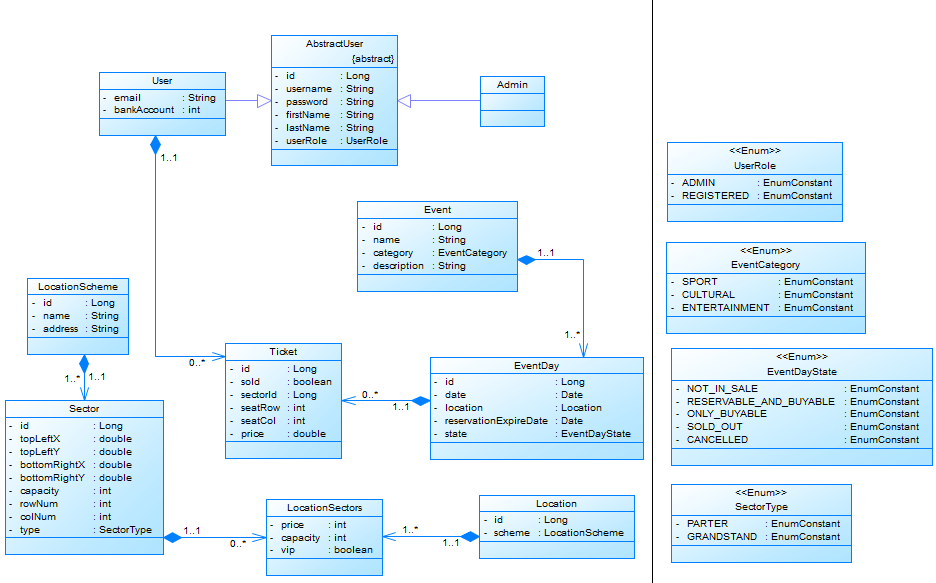 AbstractUser
{abstract}
- id : Long
- username : String
- password : String
- firstName : String
- lastName : String
- userRole : UserRole
User
- email : String
- bankAccount : int
1..1
Admin
Event
- id : Long
- name : String
- category : EventCategory
- description : String
1..1
1..*
LocationScheme
- id : Long
- name : String
- address : String
1..* 1..1
0..*
Ticket
- id : Long
- sold : boolean
- sectorId : Long
- seatRow : int
- seatCol : int
- price : double
0..*
1..1
EventDay
- id : Long
- date : Date
- location : Location
- reservationExpireDate : Date
- state : EventDayState
Sector
- id : Long
- topLeftX : double
- topLeftY : double
- bottomRightX : double
- bottomRightY : double
- capacity : int
- rowNum : int
- colNum : int
- type : SectorType
1..1
0..*
LocationSectors
- price : int
- capacity : int
- vip : boolean
1..*
1..1
Location
- id : Long
- scheme : LocationScheme
<<Enum>>
UserRole
- ADMIN : EnumConstant
- REGISTERED : EnumConstant
<<Enum>>
EventCategory
- SPORT : EnumConstant
- CULTURAL : EnumConstant
- ENTERTAINMENT : EnumConstant
<<Enum>>
EventDayState
- NOT_IN_SALE : EnumConstant
- RESERVABLE_AND_BUYABLE : EnumConstant
- ONLY_BUYABLE : EnumConstant
- SOLD_OUT : EnumConstant
- CANCELLED : EnumConstant
<<Enum>>
SectorType
- PARTER : EnumConstant
- GRANDSTAND : EnumConstant